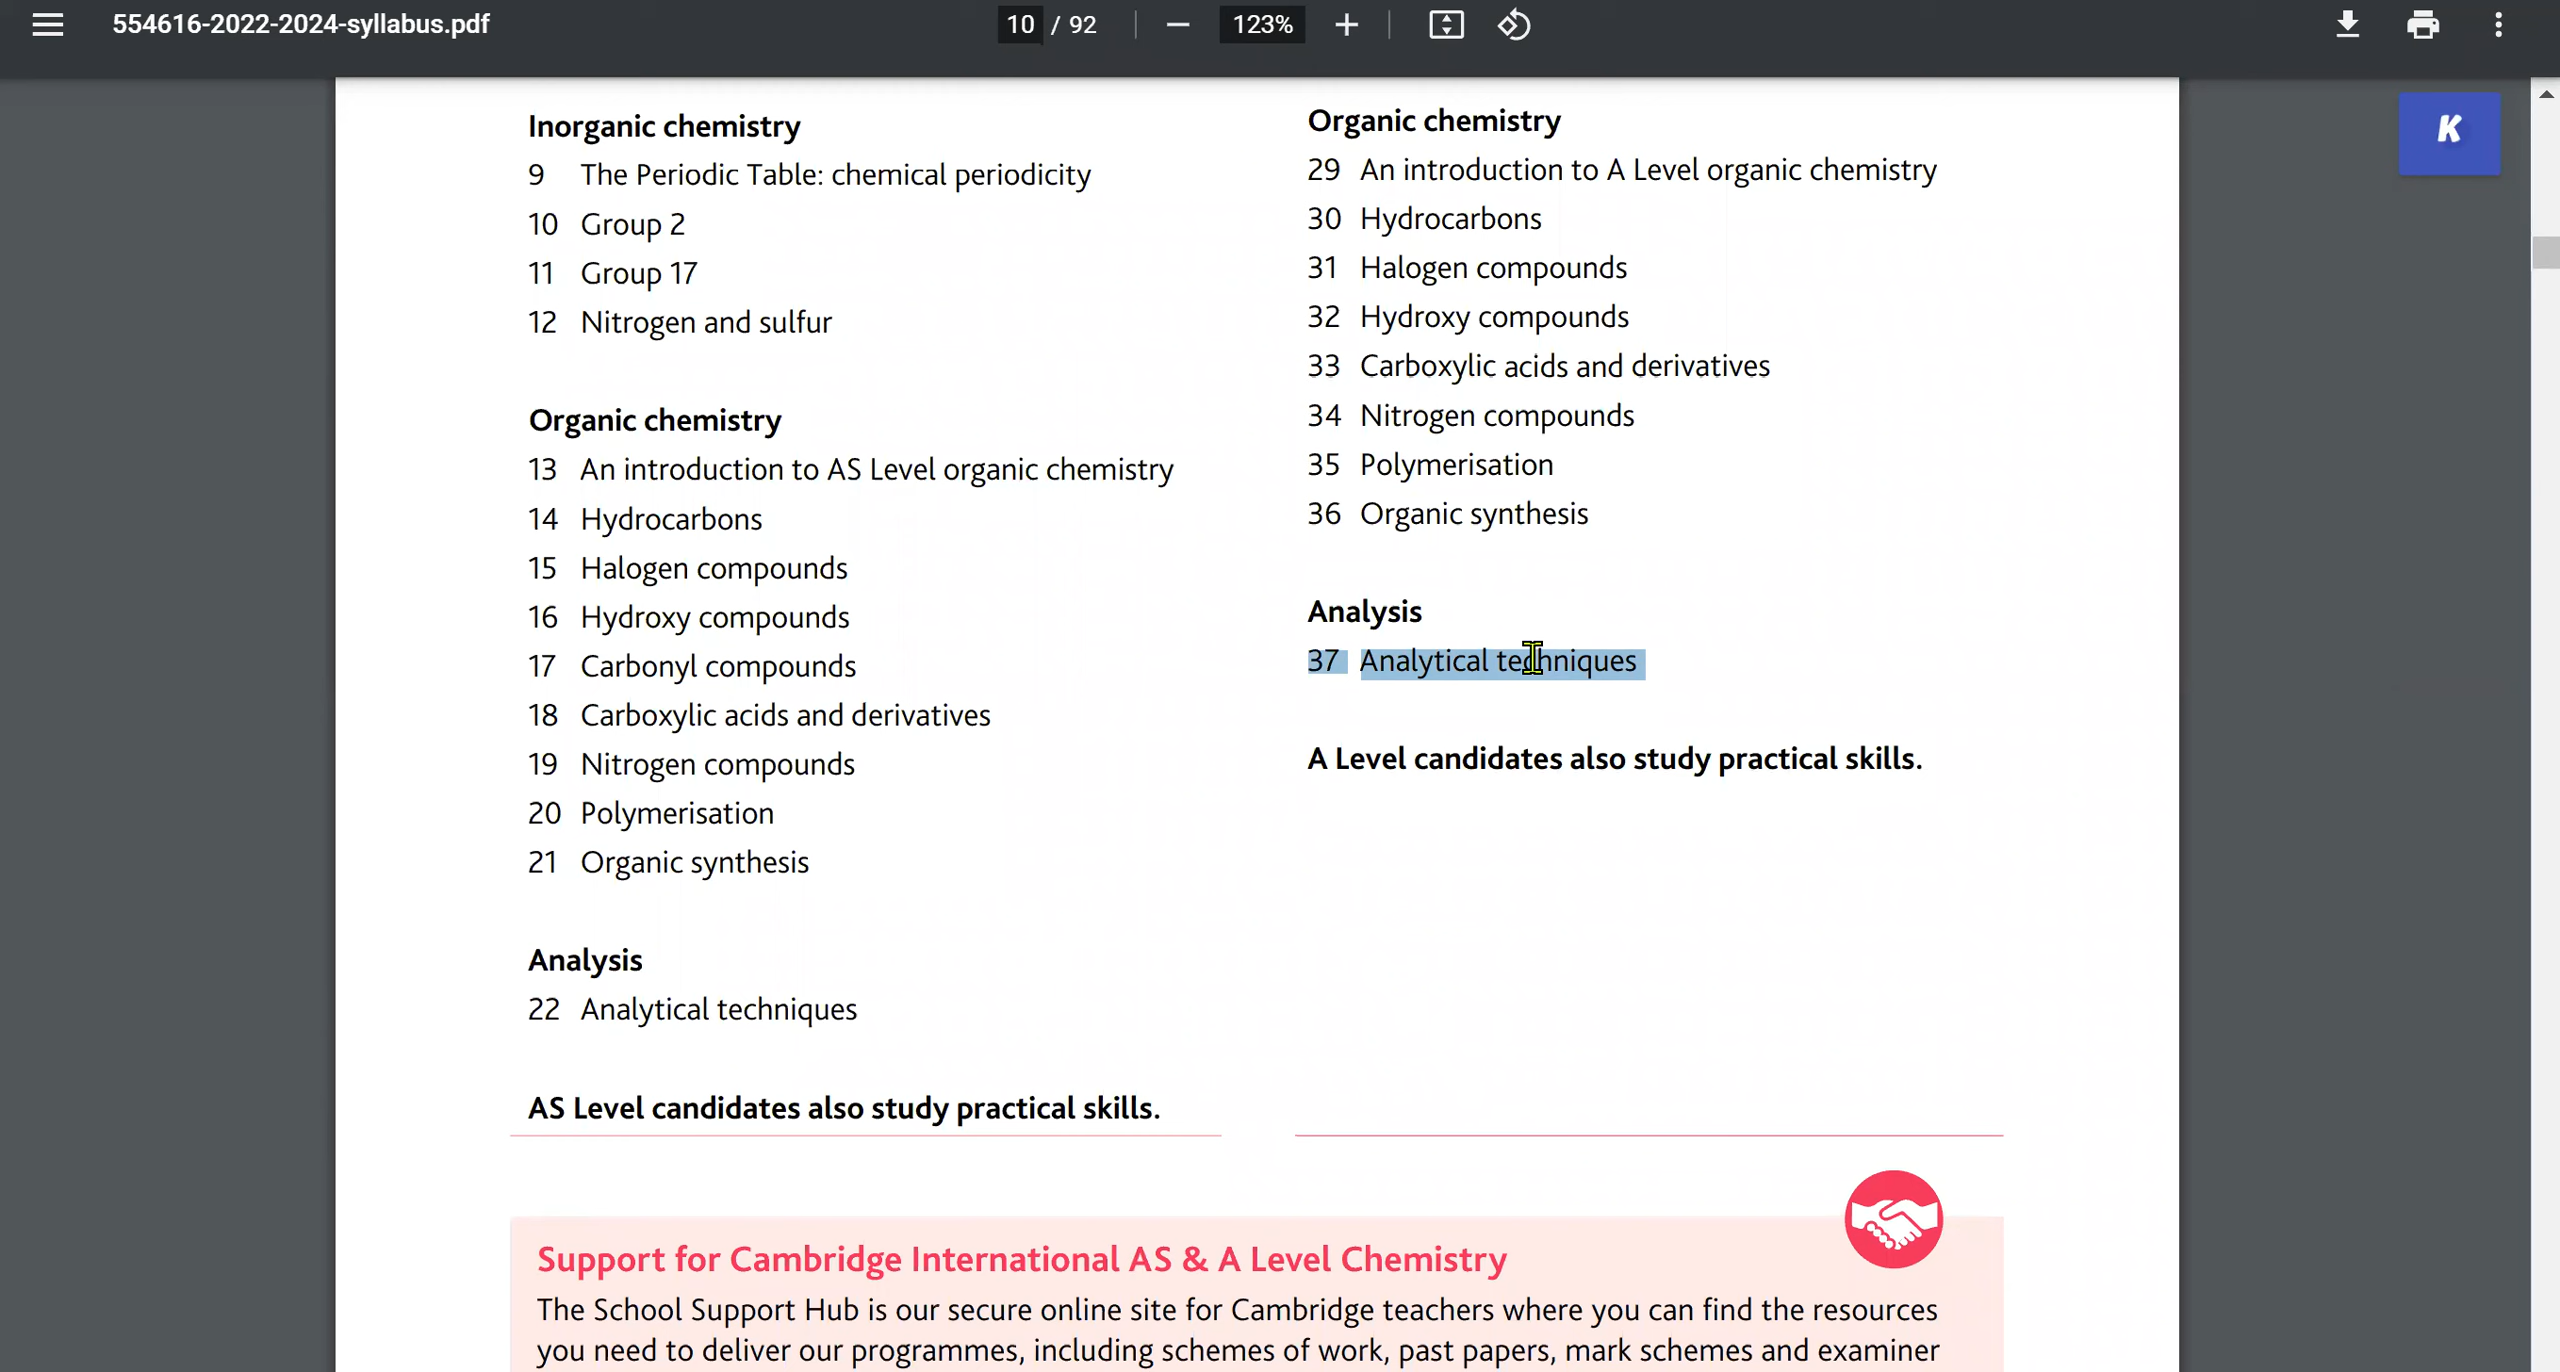 554616-2022-2024-syllabus.pdf
10 / 92
123%
K
Inorganic chemistry
9 The Periodic Table: chemical periodicity
10 Group 2
11 Group 17
12 Nitrogen and sulfur
Organic chemistry
13 An introduction to AS Level organic chemistry
14 Hydrocarbons
15 Halogen compounds
16 Hydroxy compounds
17 Carbonyl compounds
18 Carboxylic acids and derivatives
19 Nitrogen compounds
20 Polymerisation
21 Organic synthesis
Analysis
22 Analytical techniques
AS Level candidates also study practical skills.
Organic chemistry
29 An introduction to A Level organic chemistry
30 Hydrocarbons
31 Halogen compounds
32 Hydroxy compounds
33 Carboxylic acids and derivatives
34 Nitrogen compounds
35 Polymerisation
36 Organic synthesis
Analysis
37 Analytical techniques
A Level candidates also study practical skills.
Support for Cambridge International AS & A Level Chemistry
The School Support Hub is our secure online site for Cambridge teachers where you can find the resources
you need to deliver our programmes, including schemes of work, past papers, mark schemes and examiner